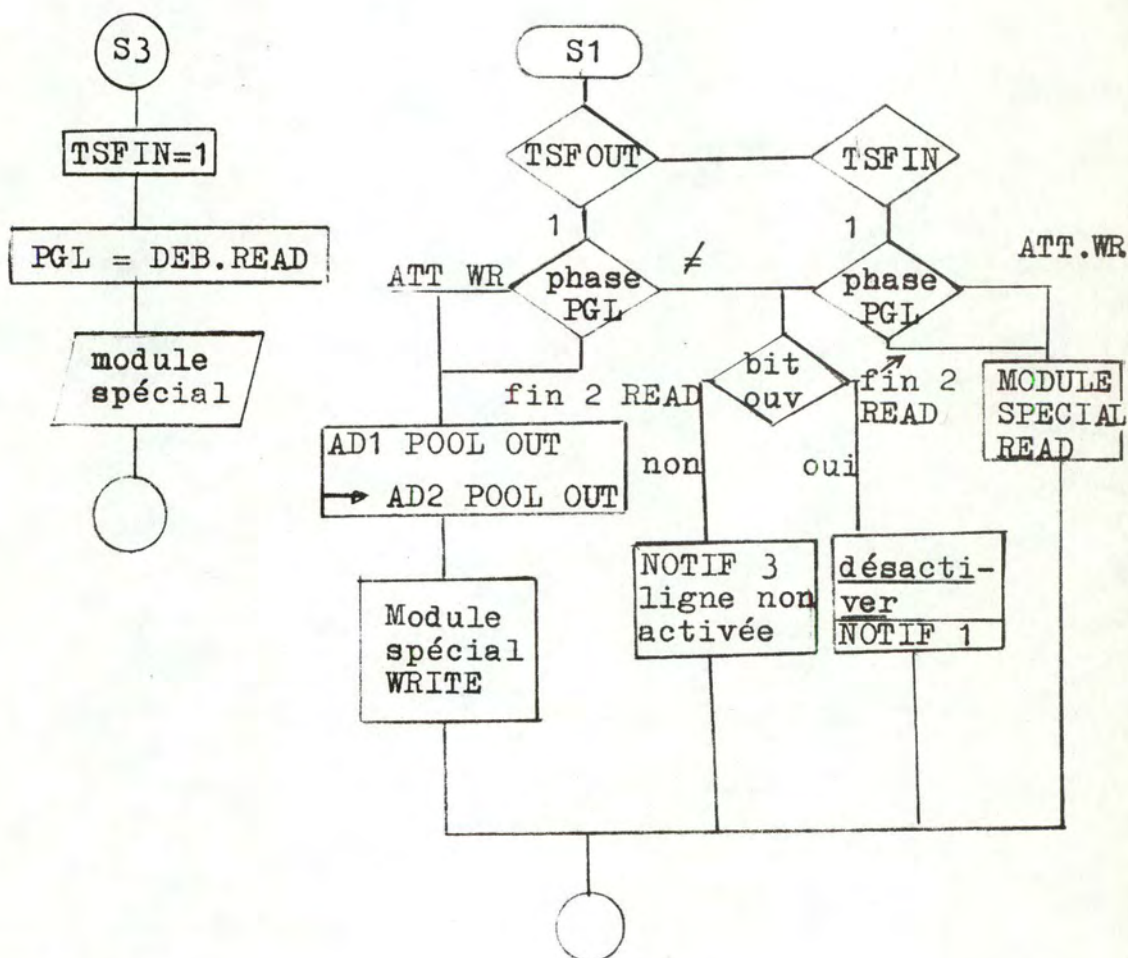 S3
TSFIN=1
PGL = DEB.READ
module
spécial
S1
TSFOUT
TSFIN
1
1
ATT WR
phase
PGL
≠
phase
PGL
ATT.WR
fin 2 READ
bit
ouv
fin 2
READ
MODULE
SPECIAL
READ
AD1 POOL OUT
→ AD2 POOL OUT
non
oui
Module
spécial
WRITE
NOTIF 3
ligne non
activée
désacti-
ver
NOTIF 1